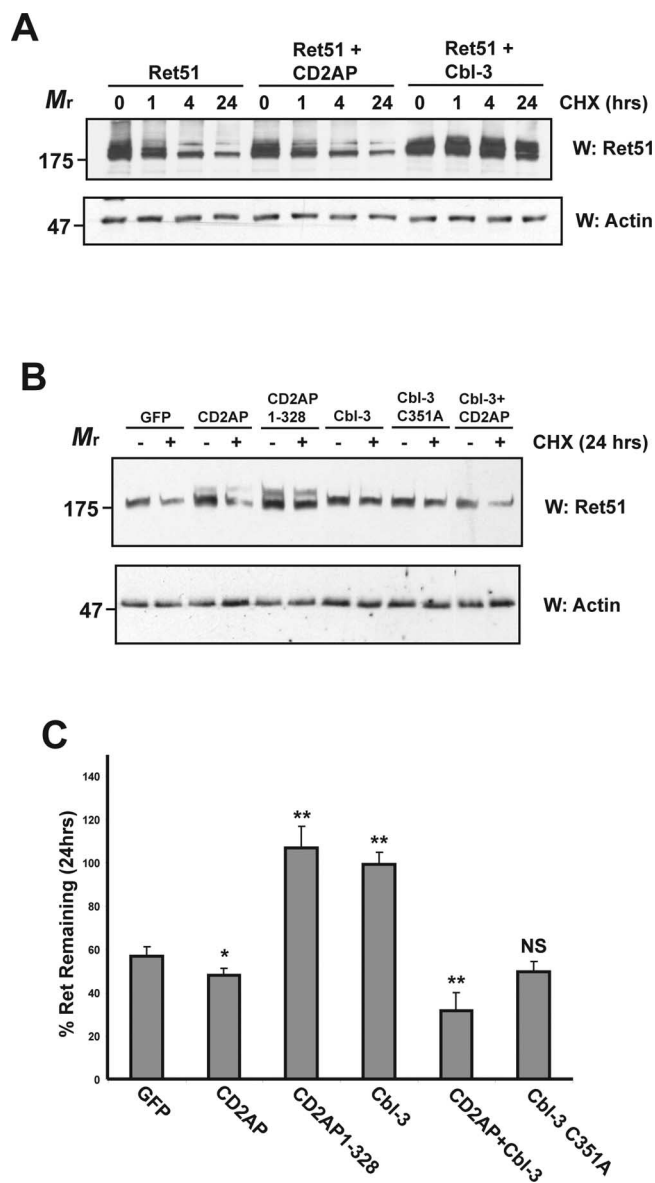 A
Ret51
Ret51 +
CD2AP
Ret51 +
Cbl-3
Mr
0 1 4 24 0 1 4 24 0 1 4 24 CHX (hrs)
175
W: Ret51
47
W: Actin
B
GFP
CD2AP
CD2AP
1-328
Cbl-3
Cbl-3
C351A
Cbl-3+
CD2AP
Mr
- + - + - + - + - + - + CHX (24 hrs)
175
W: Ret51
47
W: Actin
C
% Ret Remaining (24hrs)
140
120
100
80
60
40
20
0
*
**
**
**
NS
GFP
CD2AP
CD2AP1-328
Cbl-3
CD2AP+Cbl-3
Cbl-3 C351A